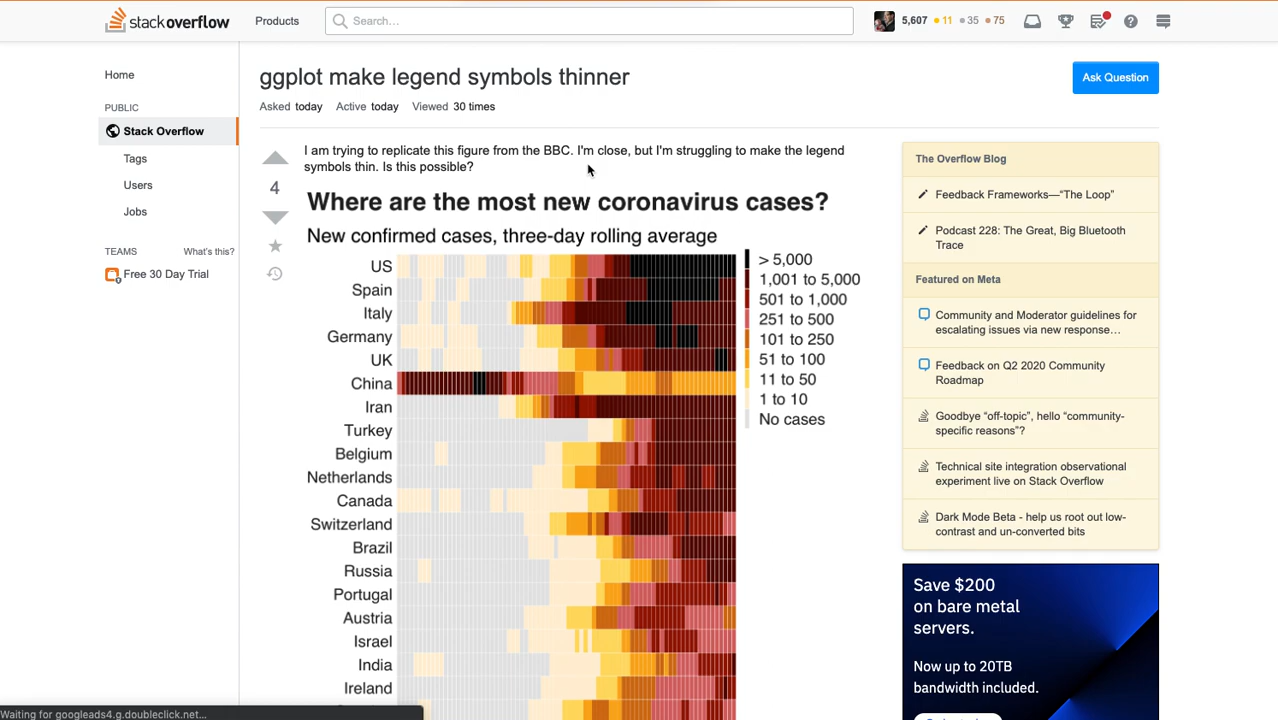 stack overflow
Products
Search...
5,607 11 35 75
Home
PUBLIC
Stack Overflow
Tags
Users
Jobs
TEAMS What's this?
Free 30 Day Trial
ggplot make legend symbols thinner
Ask Question
Asked today Active today Viewed 30 times
4
I am trying to replicate this figure from the BBC. I'm close, but I'm struggling to make the legend
symbols thin. Is this possible?
Where are the most new coronavirus cases?
New confirmed cases, three-day rolling average
US
Spain
Italy
Germany
UK
China
Iran
Turkey
Belgium
Netherlands
Canada
Switzerland
Brazil
Russia
Portugal
Austria
Israel
India
Ireland
> 5,000
1,001 to 5,000
501 to 1,000
251 to 500
101 to 250
51 to 100
11 to 50
1 to 10
No cases
The Overflow Blog
Feedback Frameworks—“The Loop”
Podcast 228: The Great, Big Bluetooth
Trace
Featured on Meta
Community and Moderator guidelines for
escalating issues via new response…
Feedback on Q2 2020 Community
Roadmap
Goodbye “off-topic”, hello “community-
specific reasons”?
Technical site integration observational
experiment live on Stack Overflow
Dark Mode Beta - help us root out low-
contrast and un-converted bits
Save $200
on bare metal
servers.
Now up to 20TB
bandwidth included.
Waiting for googleads4.g.doubleclick.net...